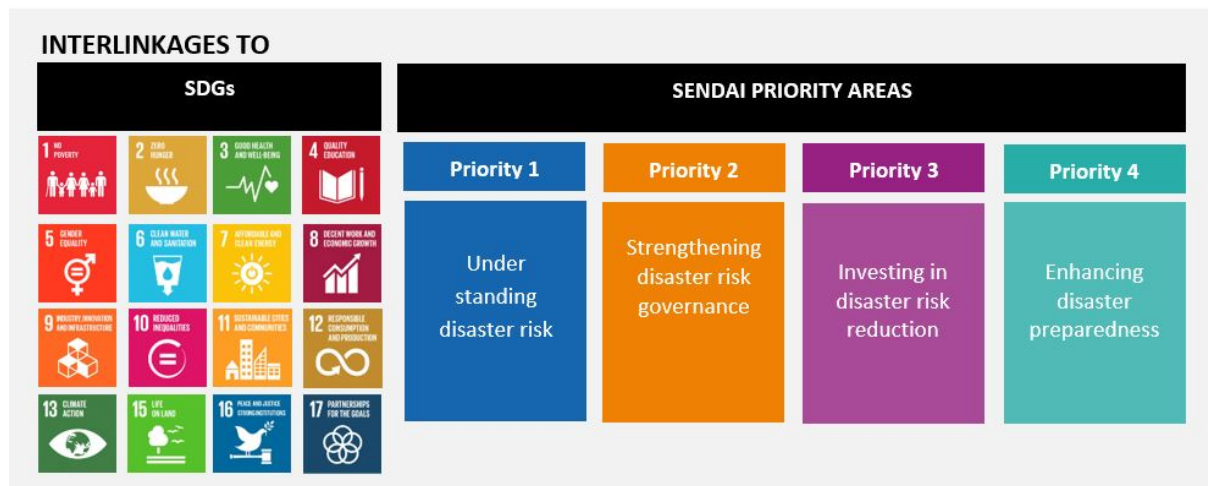 INTERLINKAGES TO
SDGs
1 NO
POVERTY
2 ZERO
HUNGER
3 GOOD HEALTH
AND WELL-BEING
4 QUALITY
EDUCATION
5 GENDER
EQUALITY
6 CLEAN WATER
AND SANITATION
7 AFFORDABLE AND
CLEAN ENERGY
8 DECENT WORK AND
ECONOMIC GROWTH
9 INDUSTRY, INNOVATION
AND INFRASTRUCTURE
10 REDUCED
INEQUALITIES
11 SUSTAINABLE CITIES
AND COMMUNITIES
12 RESPONSIBLE
CONSUMPTION
AND PRODUCTION
13 CLIMATE
ACTION
15 LIFE
ON LAND
16 PEACE AND JUSTICE
STRONG INSTITUTIONS
17 PARTNERSHIPS
FOR THE GOALS
SENDAI PRIORITY AREAS
Priority 1
Under
standing
disaster risk
Priority 2
Strengthening
disaster risk
governance
Priority 3
Investing in
disaster risk
reduction
Priority 4
Enhancing
disaster
preparedness